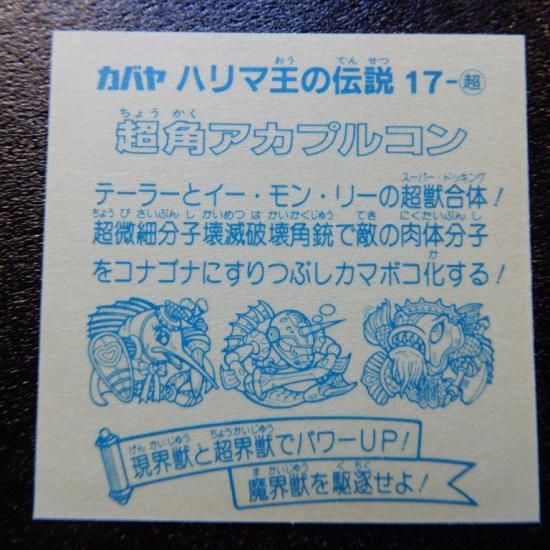 カバヤ ハリマ王の伝説 17-超
超角アカプルコン
テーラーとイー・モン・リーの超獣合体!
超微細分子壊滅破壊角銃で敵の肉体分子
をコナゴナにすりつぶしカマボコ化する!
現界獣と超界獣でパワーUP!
魔界獣を駆逐せよ!